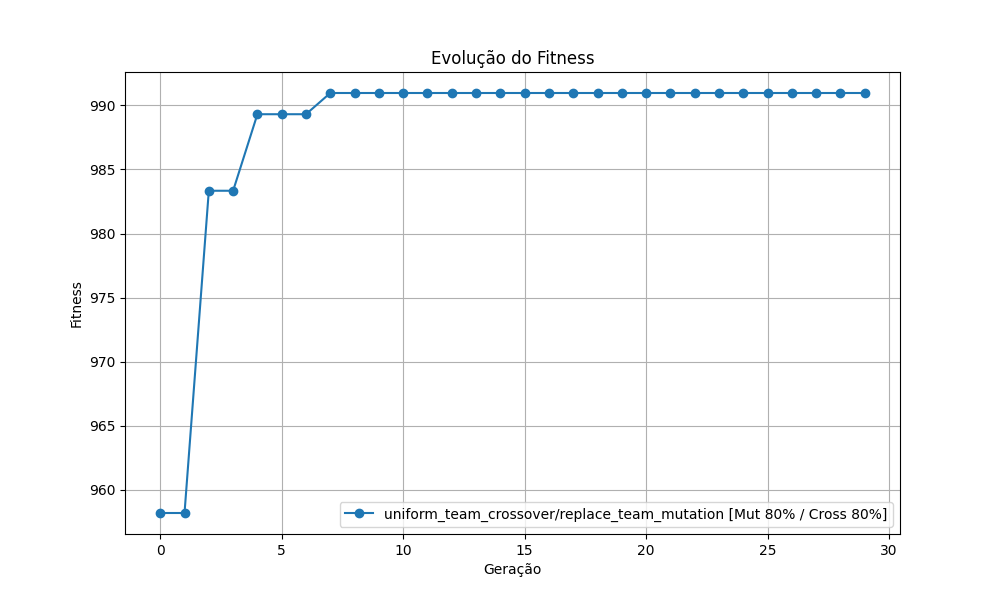 Evolução do Fitness
Fitness
990
985
980
975
970
965
960
uniform_team_crossover/replace_team_mutation [Mut 80% / Cross 80%]
0 5 10 15 20 25 30
Geração